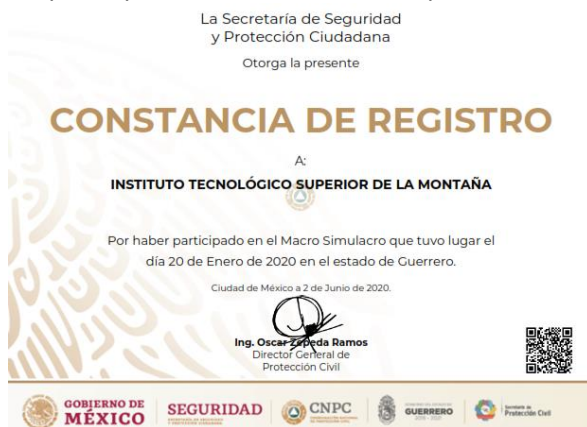 La Secretaría de Seguridad
y Protección Ciudadana
Otorga la presente
CONSTANCIA DE REGISTRO
A:
INSTITUTO TECNOLÓGICO SUPERIOR DE LA MONTAÑA
Por haber participado en el Macro Simulacro que tuvo lugar el
día 20 de Enero de 2020 en el estado de Guerrero.
Ciudad de México a 2 de Junio de 2020.
Ing. Oscar Zepeda Ramos
Director General de
Protección Civil
GOBIERNO DE
MÉXICO
SEGURIDAD
CNPC
GUERRERO
Secretaría de
Protección Civil